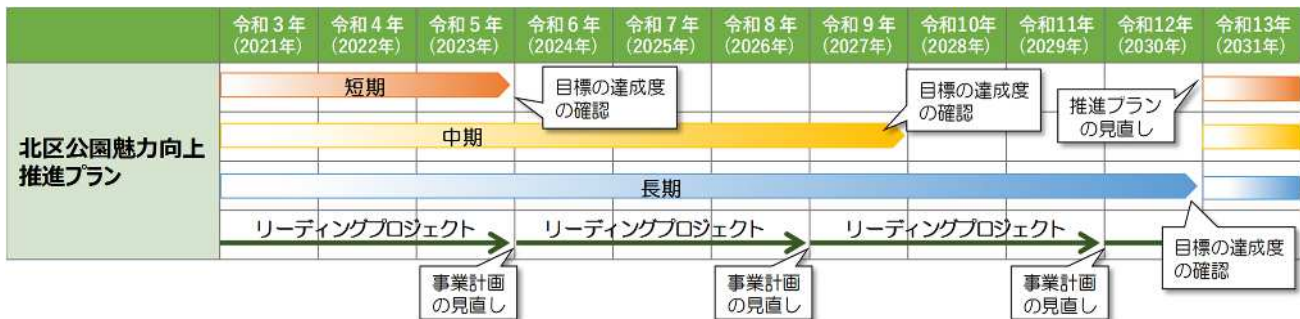 令和３年 令和４年 令和５年 令和６年 令和７年 令和８年 令和９年 令和10年 令和11年 令和12年 令和13年
(2021年) (2022年) (2023年) (2024年) (2025年) (2026年) (2027年) (2028年) (2029年) (2030年) (2031年)
北区公園魅力向上
推進プラン
短期
目標の達成度
の確認
目標の達成度
の確認
推進プラン
の見直し
中期
長期
リーディングプロジェクト リーディングプロジェクト リーディングプロジェクト
目標の達成度
の確認
事業計画
の見直し
事業計画
の見直し
事業計画
の見直し